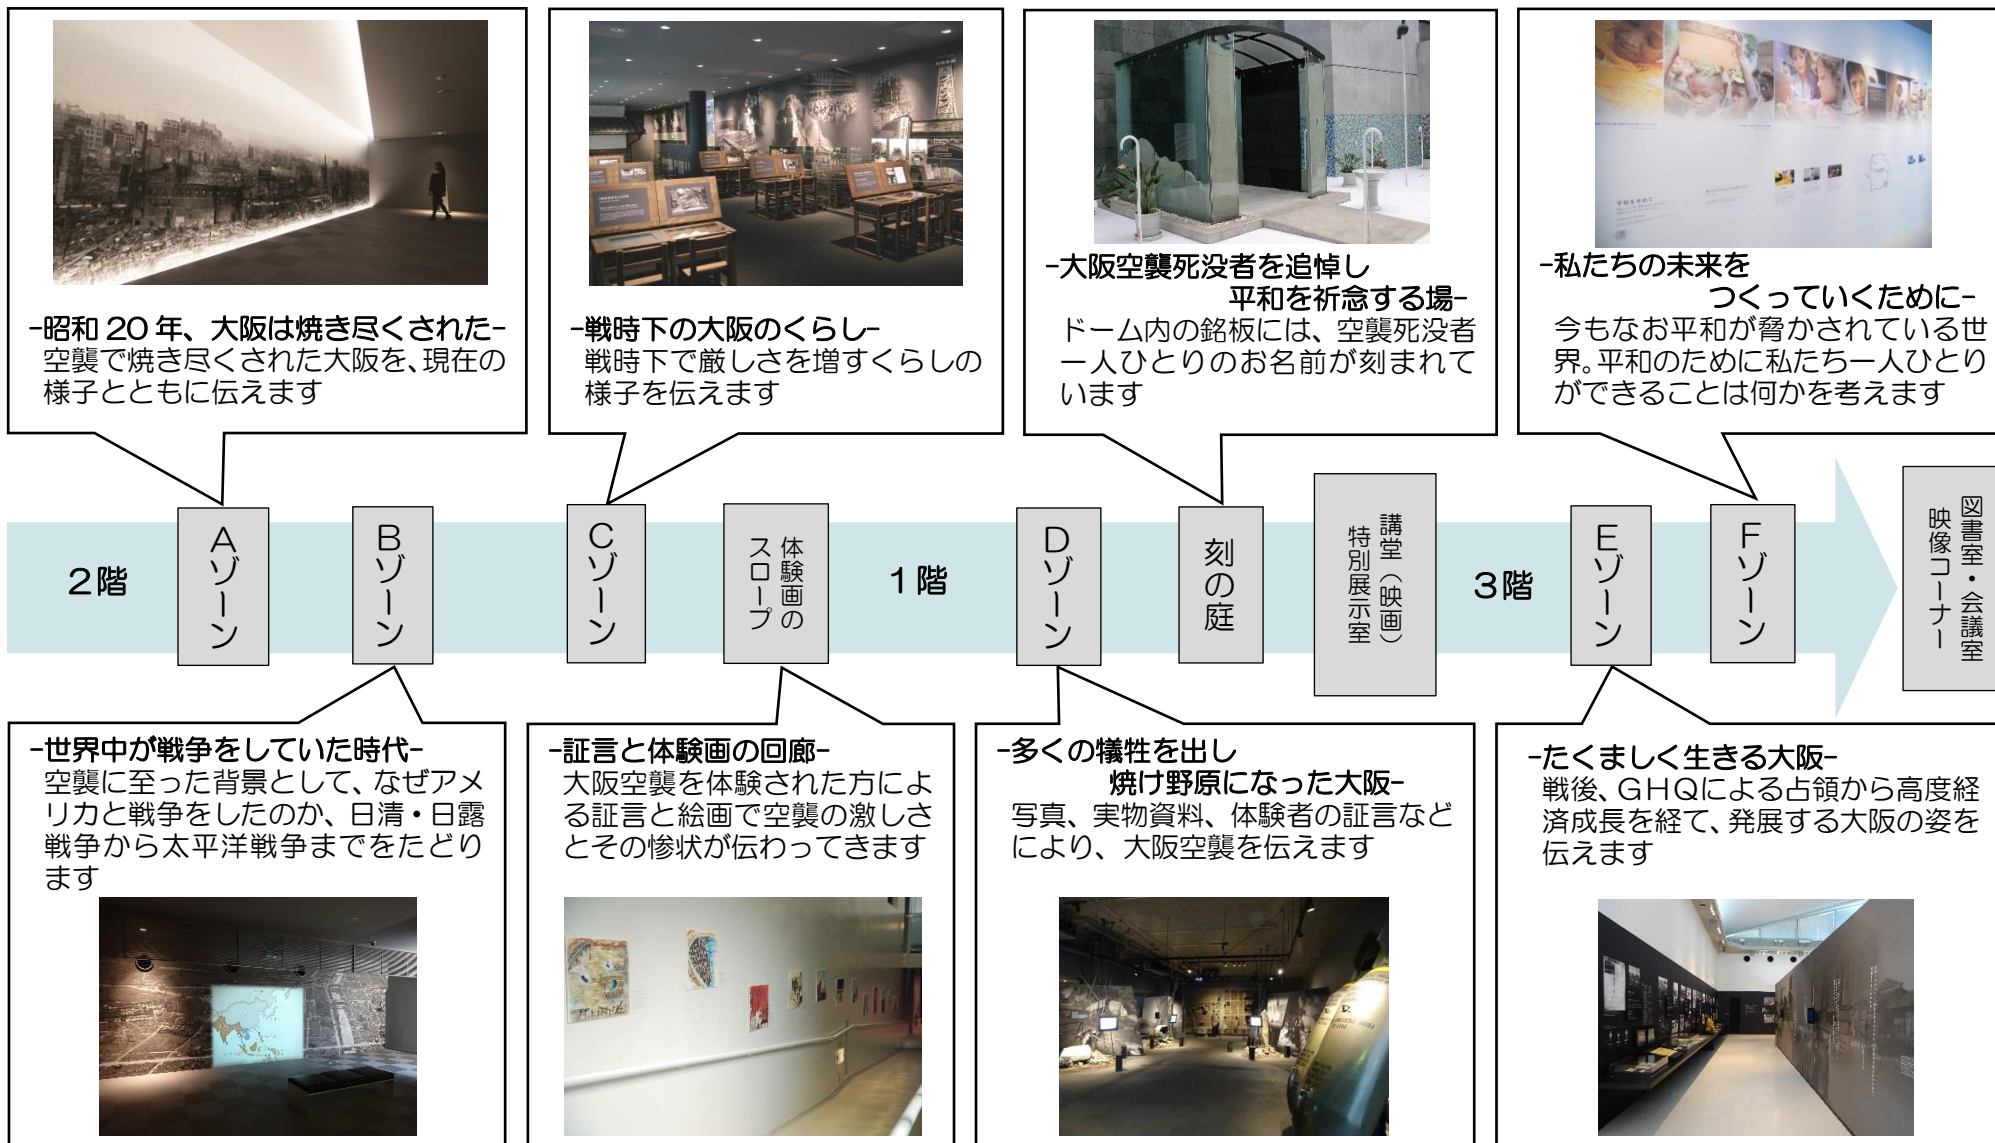 -昭和20年、大阪は焼き尽くされた-
空襲で焼き尽くされた大阪を、現在の
様子とともに伝えます
-戦時下の大阪のくらし-
戦時下で厳しさを増すくらしの
様子を伝えます
-大阪空襲死没者を追悼し
平和を祈念する場-
ドーム内の銘板には、空襲死没者
一人ひとりのお名前が刻まれて
います
-私たちの未来を
つくっていくために-
今もなお平和が脅かされている世
界。平和のために私たち一人ひとり
ができることは何かを考えます
2階
Aゾーン
Bゾーン
Cゾーン
体験画の
スロープ
1階
Dゾーン
刻の庭
講堂（映画）
特別展示室
3階
Eゾーン
Fゾーン
図書室・会議室
映像コーナー
-世界中が戦争をしていた時代-
空襲に至った背景として、なぜアメ
リカと戦争をしたのか、日清・日露
戦争から太平洋戦争までをたどり
ます
-証言と体験画の回廊-
大阪空襲を体験された方によ
る証言と絵画で空襲の激しさ
とその惨状が伝わってきます
-多くの犠牲を出し
焼け野原になった大阪-
写真、実物資料、体験者の証言など
により、大阪空襲を伝えます
-たくましく生きる大阪-
戦後、GHQによる占領から高度経
済成長を経て、発展する大阪の姿を
伝えます